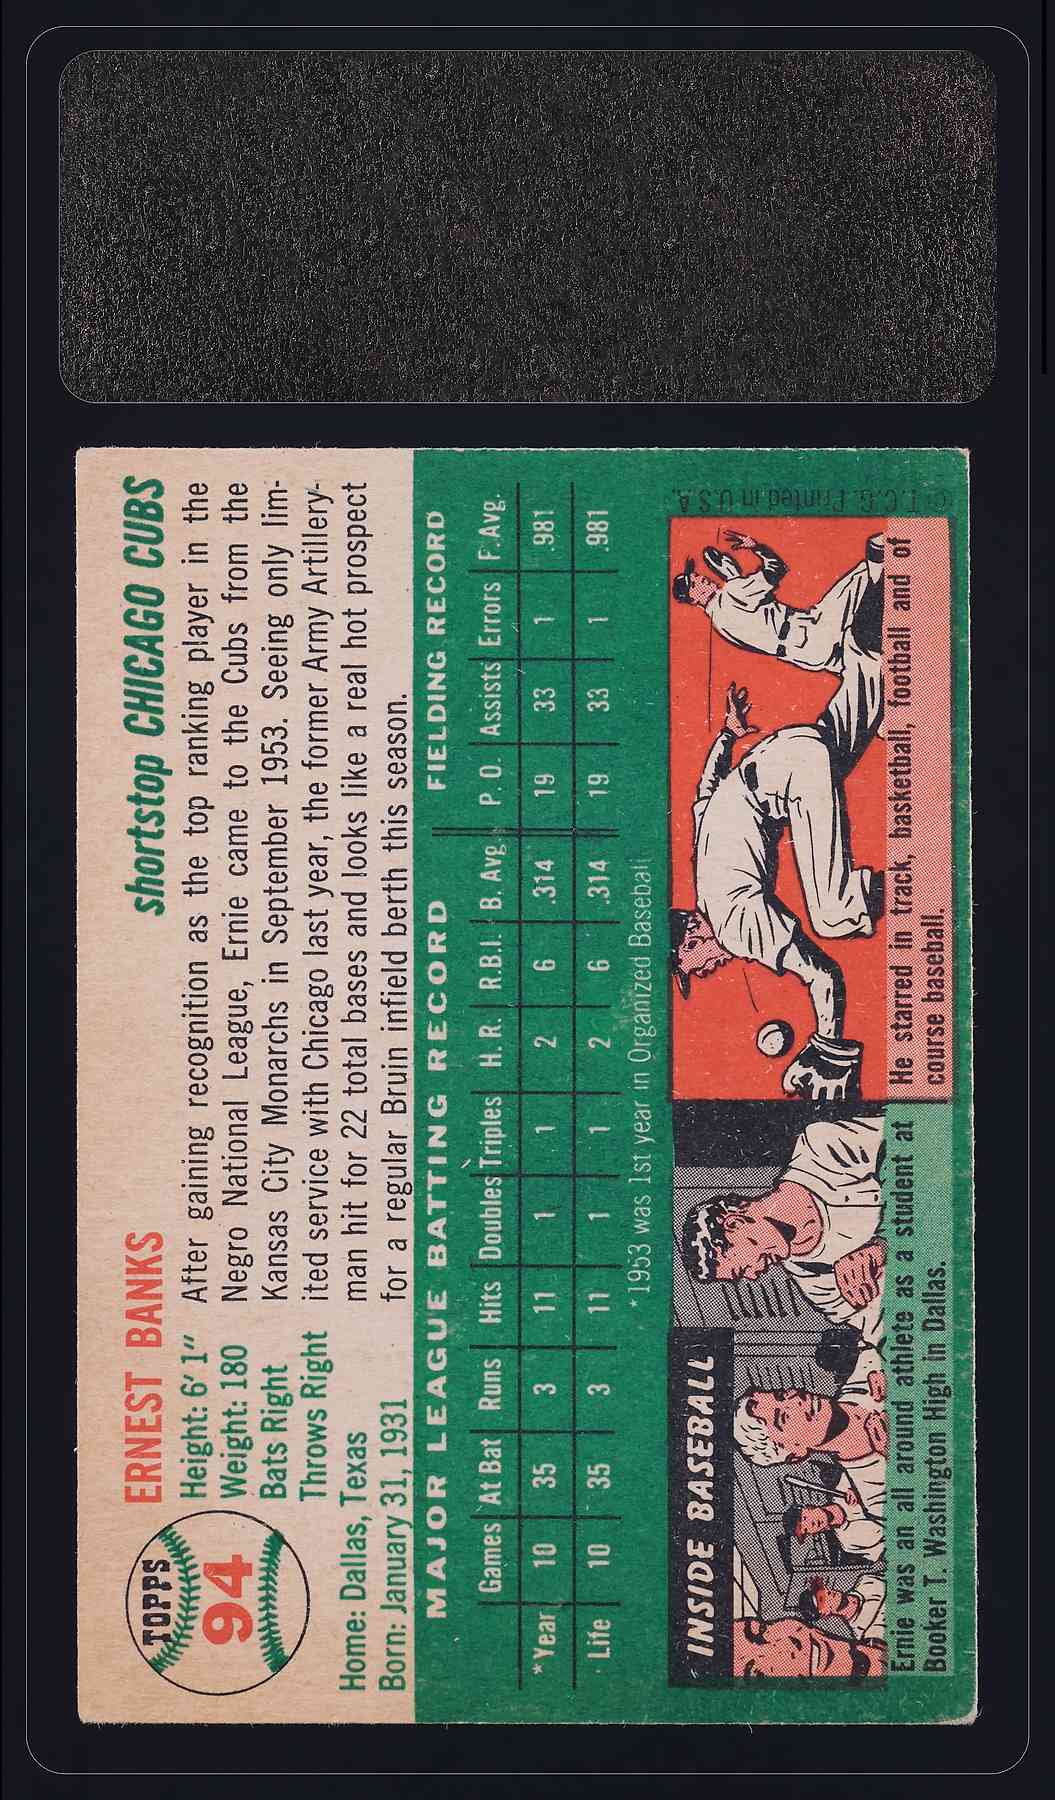 TOPPS
94
ERNEST BANKS
shortstop CHICAGO CUBS
Height: 6' 1"
Weight: 180
Bats Right
Throws Right
Home: Dallas, Texas
Born: January 31, 1931
After gaining recognition as the top ranking player in the
Negro National League, Ernie came to the Cubs from the
Kansas City Monarchs in September 1953. Seeing only lim-
ited service with Chicago last year, the former Army Artillery-
man hit for 22 total bases and looks like a real hot prospect
for a regular Bruin infield berth this season.
MAJOR LEAGUE BATTING RECORD FIELDING RECORD
Games At Bat Runs Hits Doubles Triples H. R. R.B.I. B. Avg. P. O. Assists Errors F. Avg.
*Year 10 35 3 11 1 1 2 6 .314 19 33 1 .981
Life 10 35 3 11 1 1 2 6 .314 19 33 1 .981
*1953 was 1st year in Organized Baseball
INSIDE BASEBALL
Ernie was an all around athlete as a student at
Booker T. Washington High in Dallas.
He starred in track, basketball, football and of
course baseball.
© T.C.G. Printed in U.S.A.